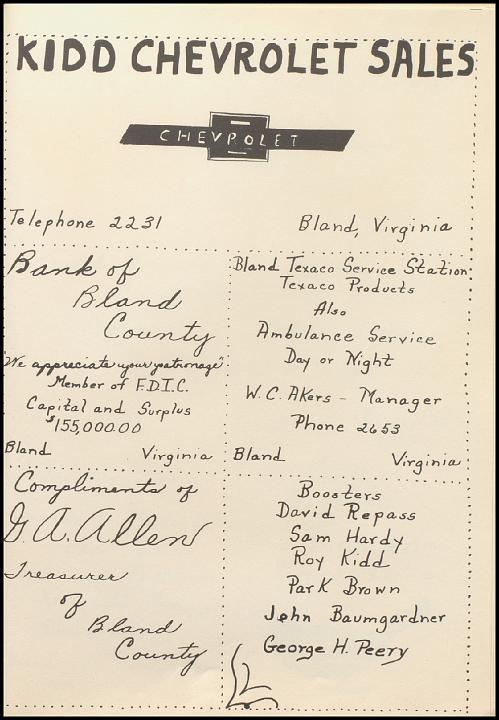 KIDD CHEVROLET SALES
CHEVROLET
Telephone 2231
Bland, Virginia
Bank of
Bland
County
"We appreciate your patronage"
Member of F.D.I.C.
Capital and Surplus
$155,000.00
Bland Virginia
Bland Texaco Service Station
Texaco Products
Also
Ambulance Service
Day or Night
W.C. Akers - Manager
Phone 2653
Bland Virginia
Compliments of
G. A. Allen
Treasurer
of
Bland
County
Boosters
David Repass
Sam Hardy
Roy Kidd
Park Brown
John Baumgardner
George H. Peery